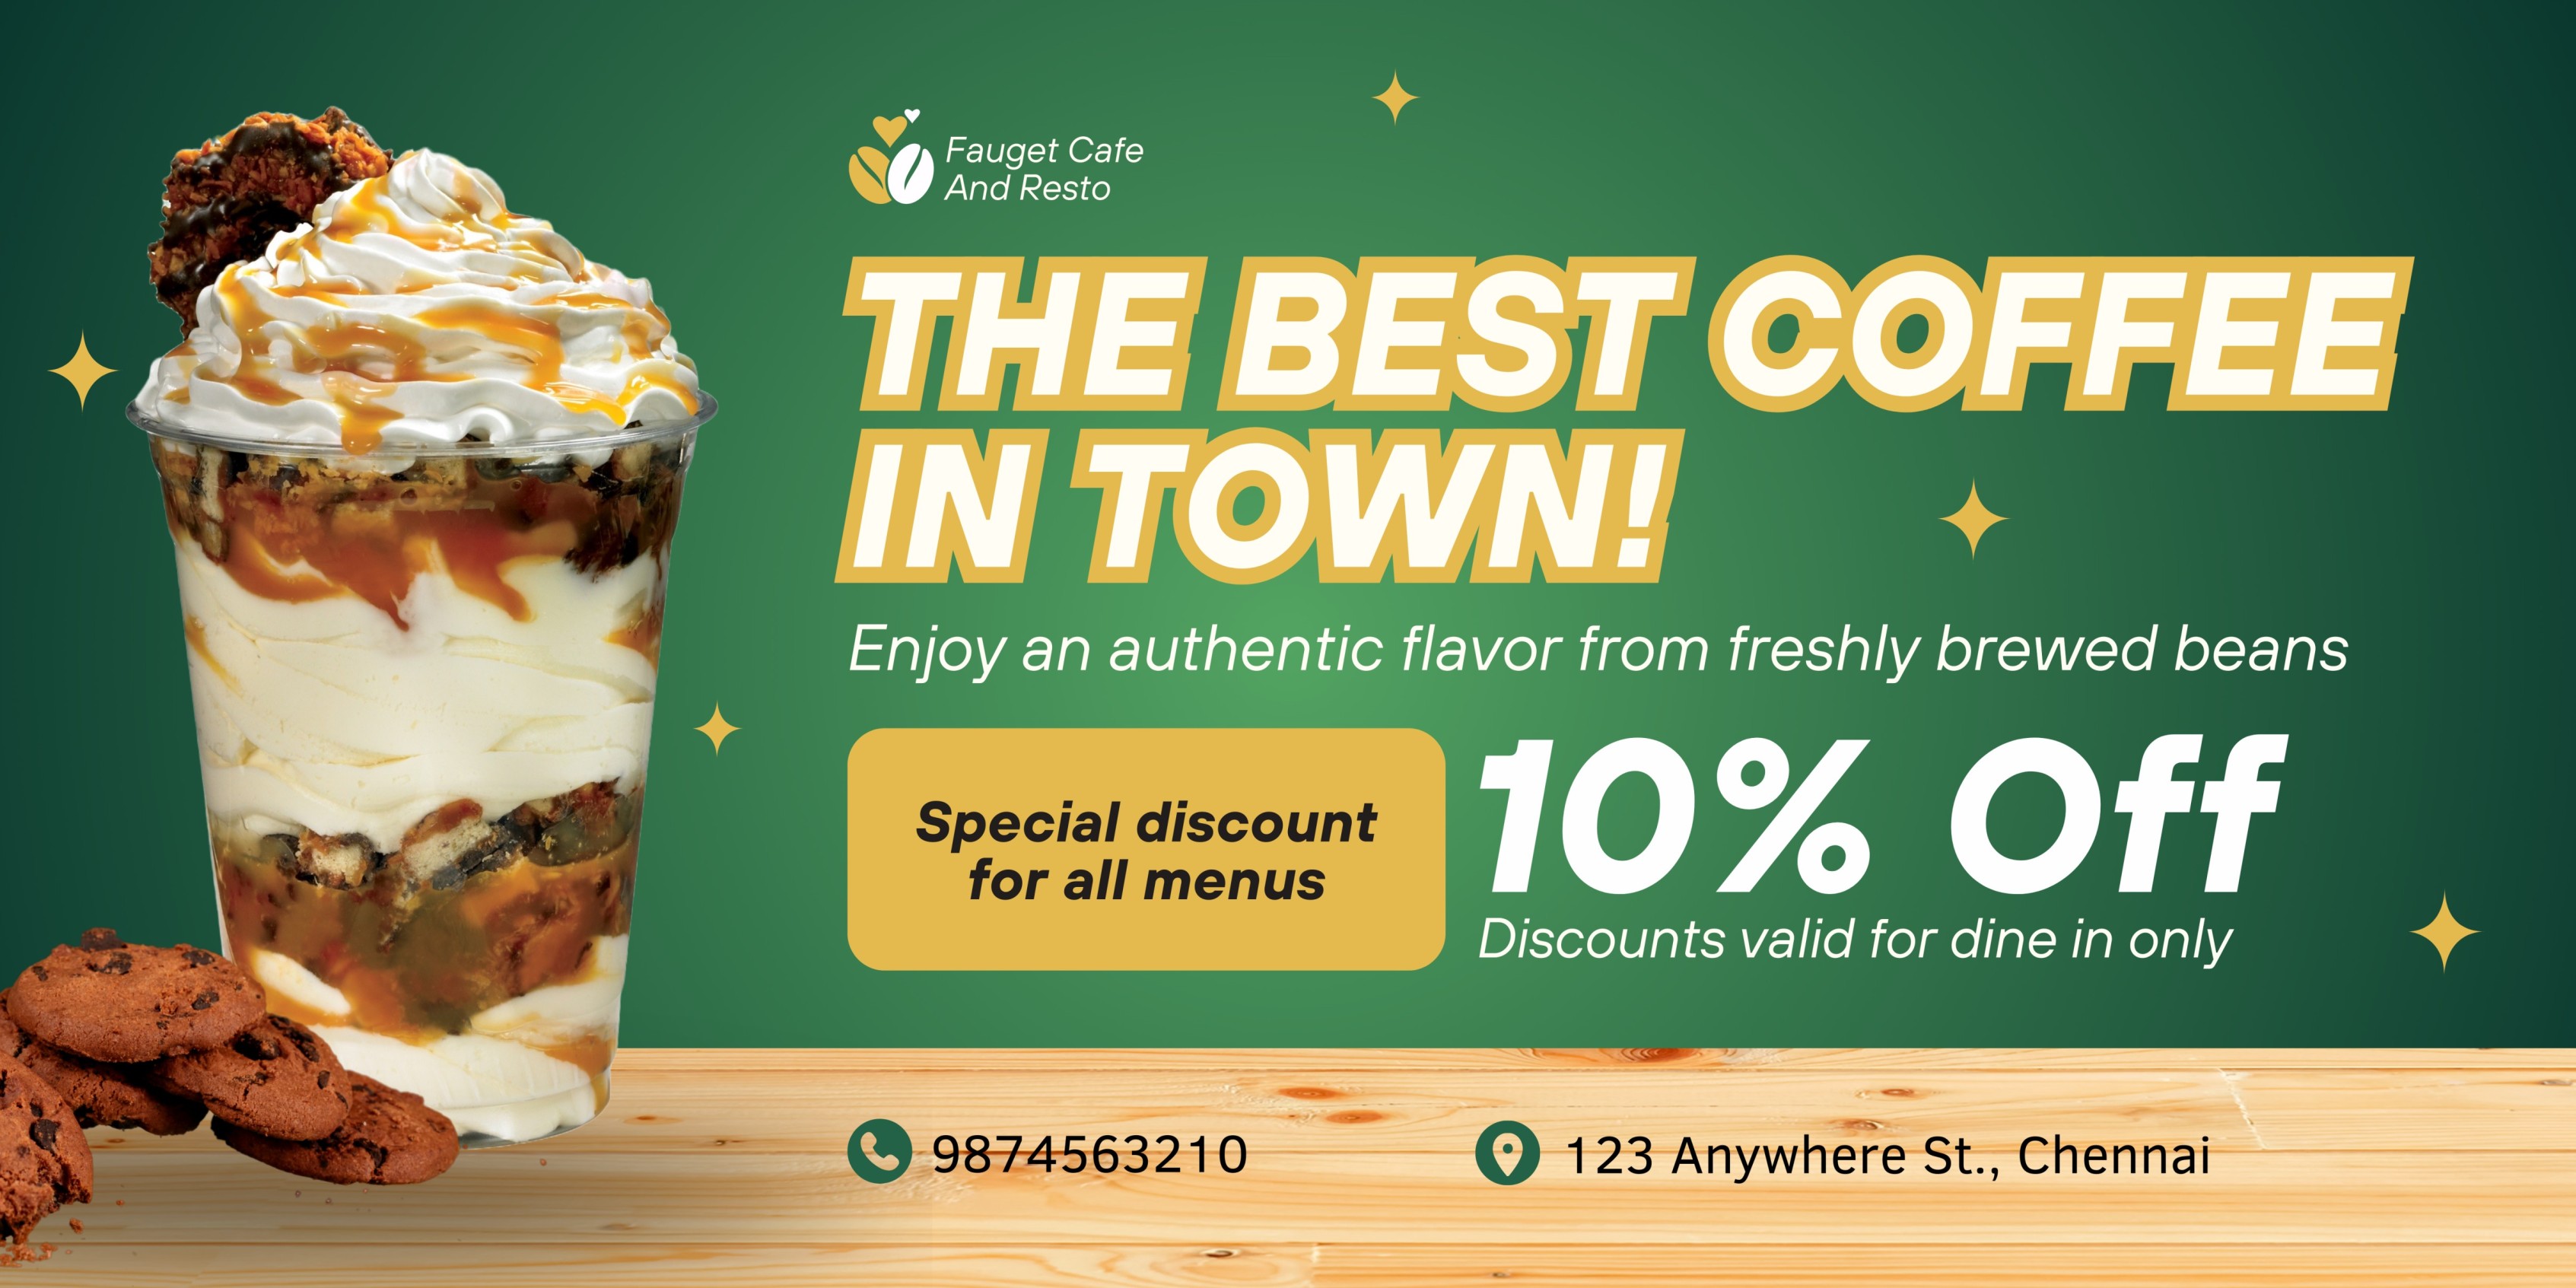 Fauget Cafe
And Resto
THE BEST COFFEE
IN TOWN!
Enjoy an authentic flavor from freshly brewed beans
Special discount
for all menus
10% Off
Discounts valid for dine in only
9874563210
123 Anywhere St., Chennai